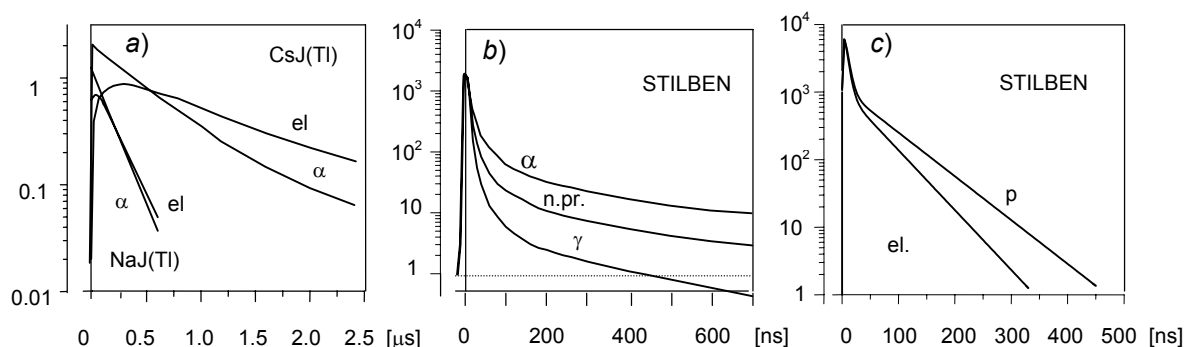 a)
CsJ(Tl)
1
el
α
0.1
α
el
NaJ(Tl)
0.01
0 0.5 1.0 1.5 2.0 2.5 [μs]
b)
STILBEN
10³
10²
α
n.pr.
10
γ
1
0 200 400 600 [ns]
c)
10⁴
STILBEN
10³
10²
p
10
el.
1
0 100 200 300 400 500 [ns]